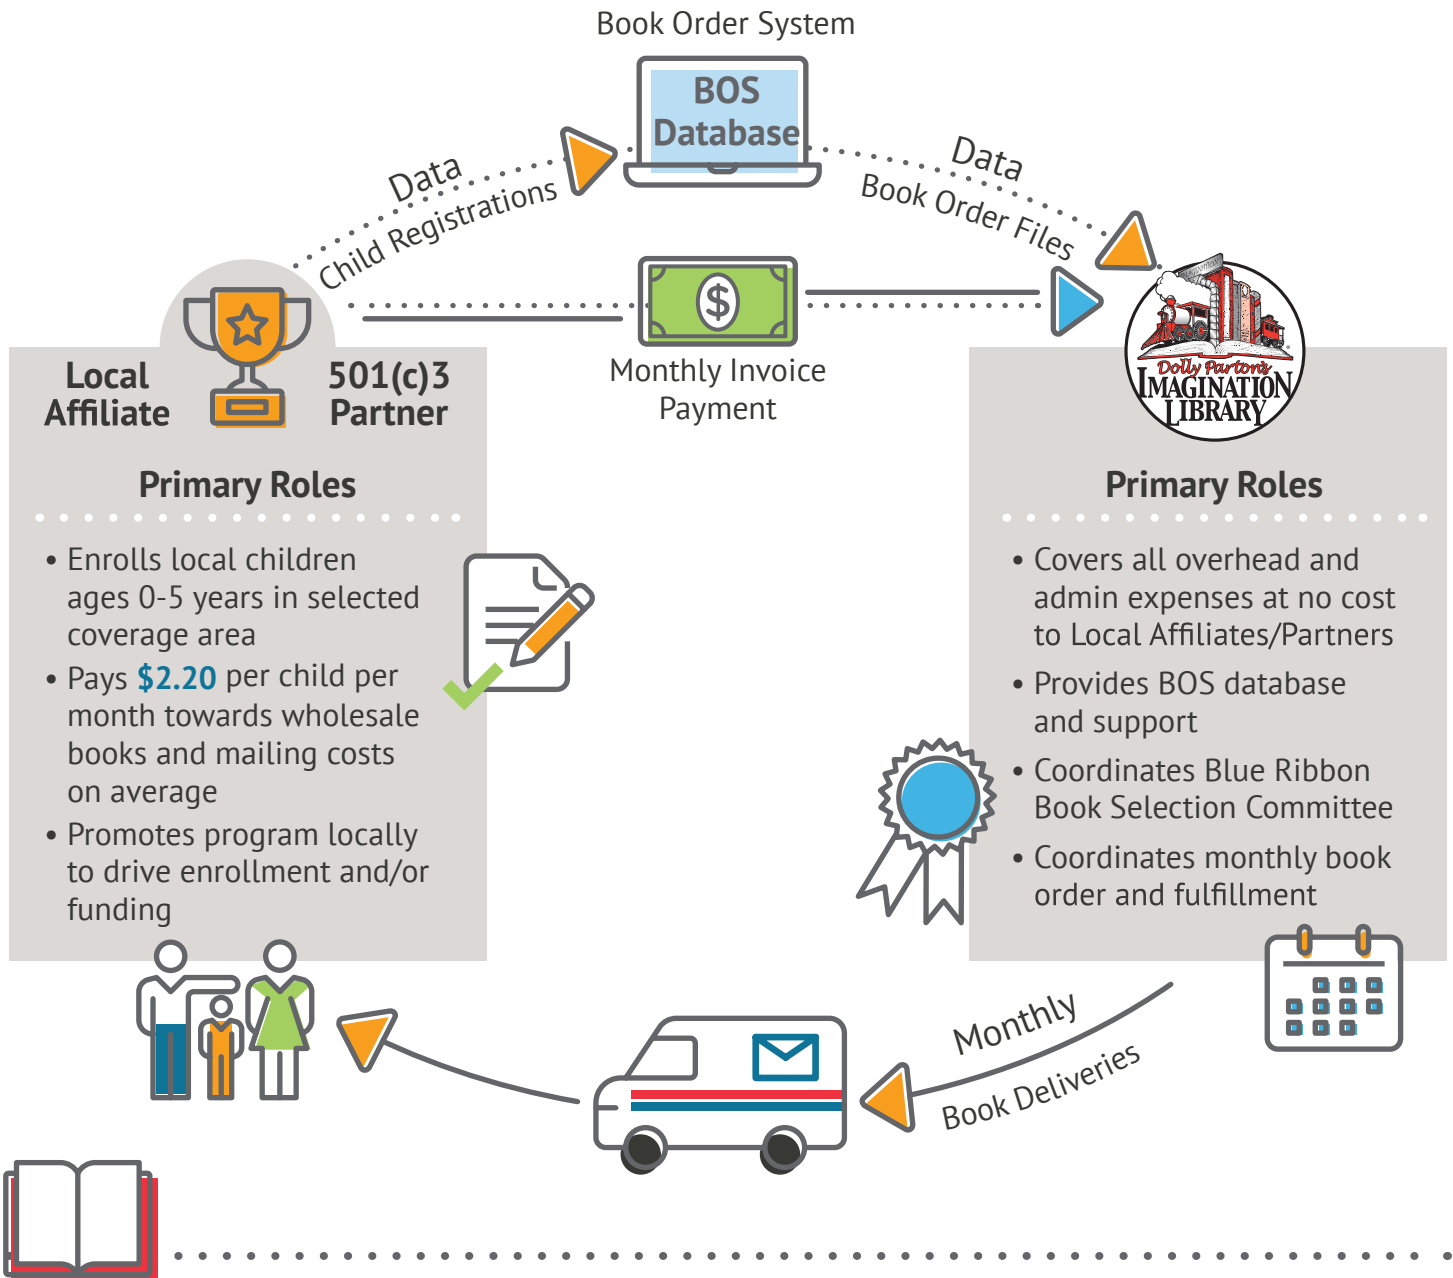 Book Order System
BOS
Database
Data
Child Registrations
Data
Book Order Files
$
Monthly Invoice
Payment
Local
Affiliate
501(c)3
Partner
Primary Roles
• Enrolls local children
ages 0-5 years in selected
coverage area
• Pays $2.20 per child per
month towards wholesale
books and mailing costs
on average
• Promotes program locally
to drive enrollment and/or
funding
Dolly Parton's
IMAGINATION
LIBRARY
Primary Roles
• Covers all overhead and
admin expenses at no cost
to Local Affiliates/Partners
• Provides BOS database
and support
• Coordinates Blue Ribbon
Book Selection Committee
• Coordinates monthly book
order and fulfillment
Monthly
Book Deliveries